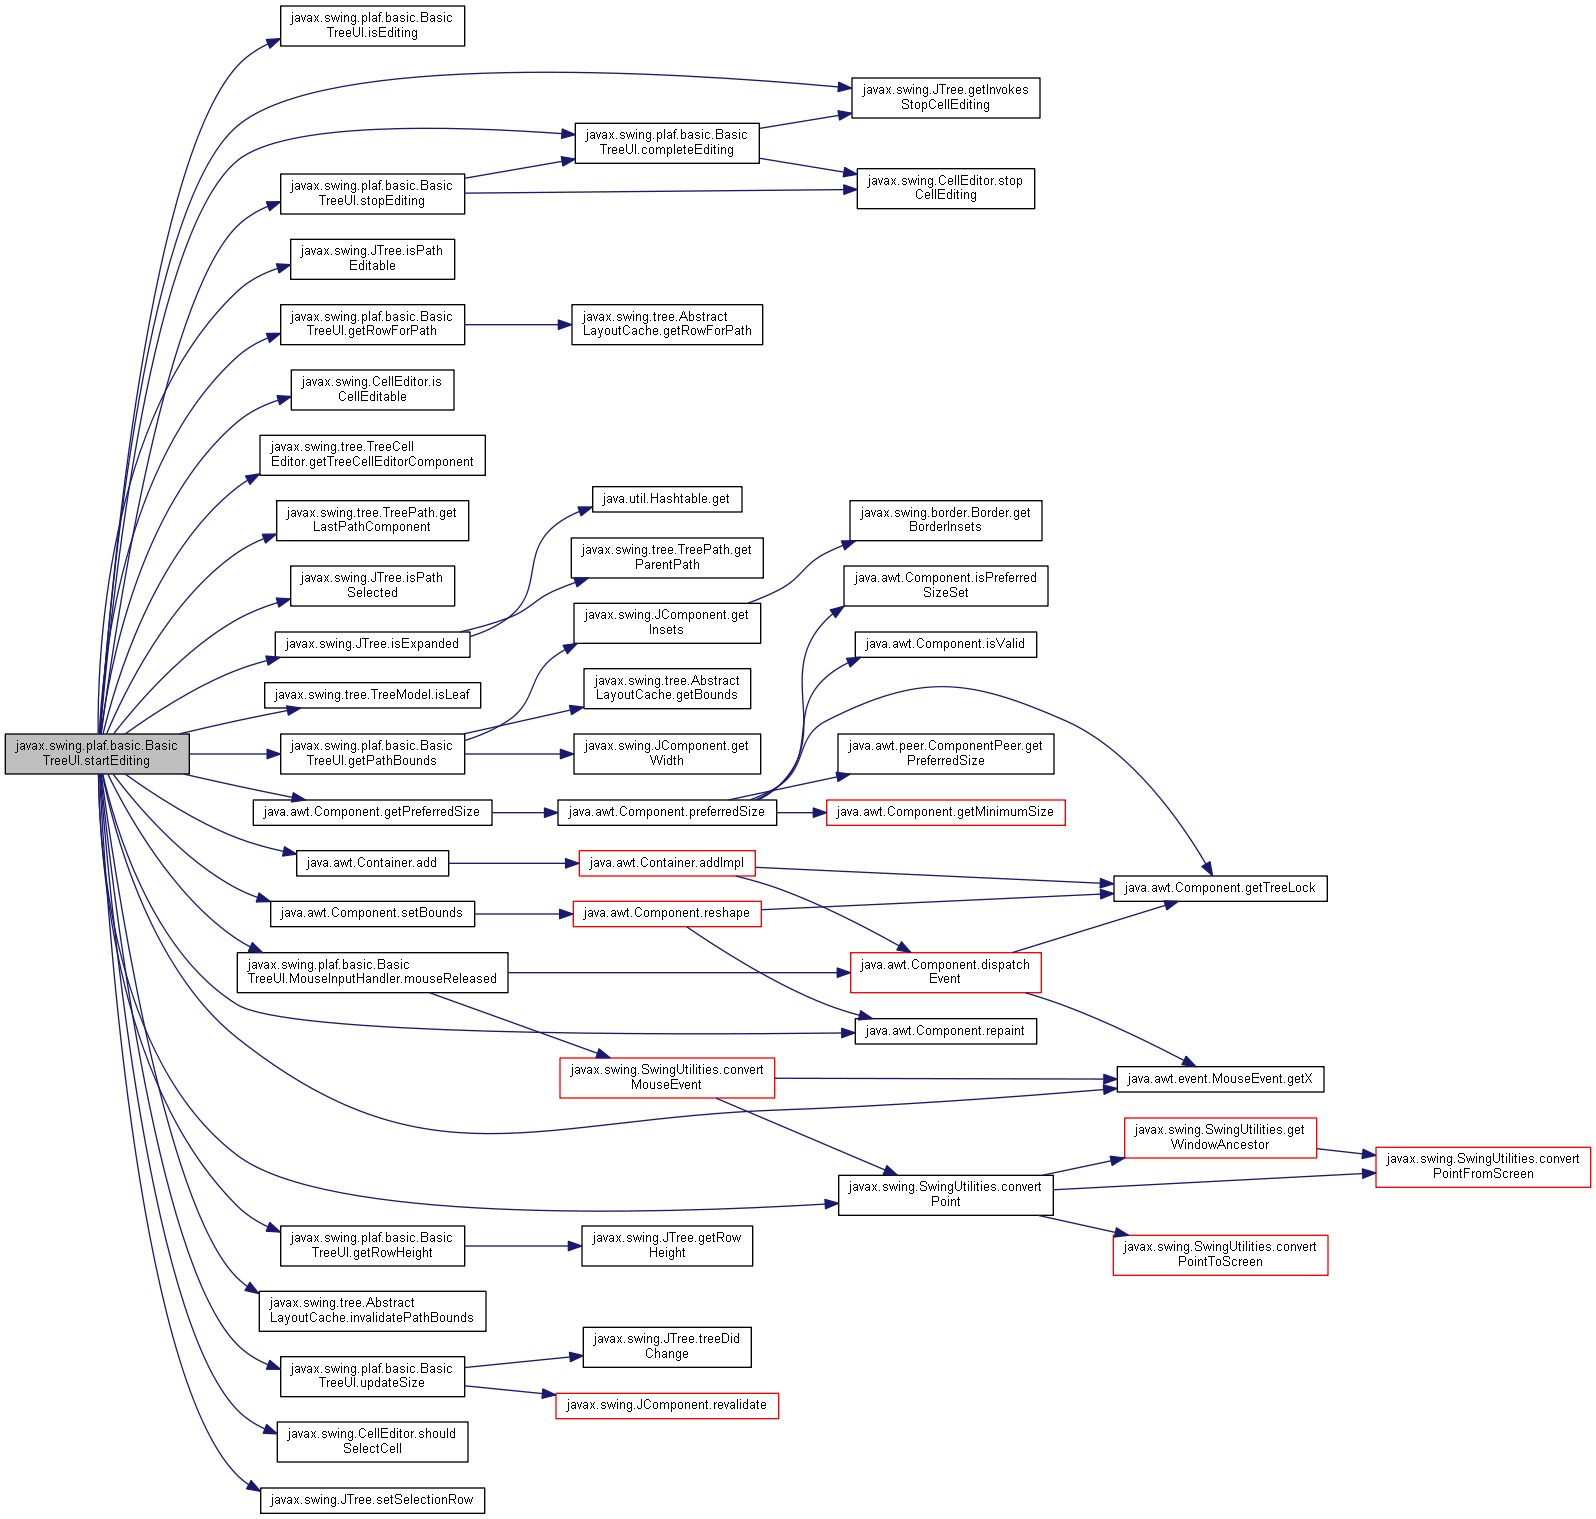 javax.swing.plaf.basic.Basic
TreeUI.isEditing
javax.swing.JTree.getInvokes
StopCellEditing
javax.swing.plaf.basic.Basic
TreeUI.completeEditing
javax.swing.plaf.basic.Basic
TreeUI.stopEditing
javax.swing.CellEditor.stop
CellEditing
javax.swing.JTree.isPath
Editable
javax.swing.plaf.basic.Basic
TreeUI.getRowForPath
javax.swing.tree.Abstract
LayoutCache.getRowForPath
javax.swing.CellEditor.is
CellEditable
javax.swing.tree.TreeCell
Editor.getTreeCellEditorComponent
javax.swing.tree.TreePath.get
LastPathComponent
java.util.Hashtable.get
javax.swing.border.Border.get
BorderInsets
javax.swing.tree.TreePath.get
ParentPath
javax.swing.JTree.isPath
Selected
java.awt.Component.isPreferred
SizeSet
javax.swing.JComponent.get
Insets
javax.swing.JTree.isExpanded
java.awt.Component.isValid
javax.swing.tree.TreeModel.isLeaf
javax.swing.tree.Abstract
LayoutCache.getBounds
javax.swing.plaf.basic.Basic
TreeUI.startEditing
javax.swing.plaf.basic.Basic
TreeUI.getPathBounds
javax.swing.JComponent.get
Width
java.awt.peer.ComponentPeer.get
PreferredSize
java.awt.Component.getPreferredSize
java.awt.Component.preferredSize
java.awt.Component.getMinimumSize
java.awt.Container.add
java.awt.Container.addImpl
java.awt.Component.getTreeLock
java.awt.Component.setBounds
java.awt.Component.reshape
javax.swing.plaf.basic.Basic
TreeUI.MouseInputHandler.mouseReleased
java.awt.Component.dispatch
Event
java.awt.Component.repaint
javax.swing.SwingUtilities.convert
MouseEvent
java.awt.event.MouseEvent.getX
javax.swing.SwingUtilities.get
WindowAncestor
javax.swing.SwingUtilities.convert
PointFromScreen
javax.swing.SwingUtilities.convert
Point
javax.swing.plaf.basic.Basic
TreeUI.getRowHeight
javax.swing.JTree.getRow
Height
javax.swing.SwingUtilities.convert
PointToScreen
javax.swing.tree.Abstract
LayoutCache.invalidatePathBounds
javax.swing.JTree.treeDid
Change
javax.swing.plaf.basic.Basic
TreeUI.updateSize
javax.swing.JComponent.revalidate
javax.swing.CellEditor.should
SelectCell
javax.swing.JTree.setSelectionRow